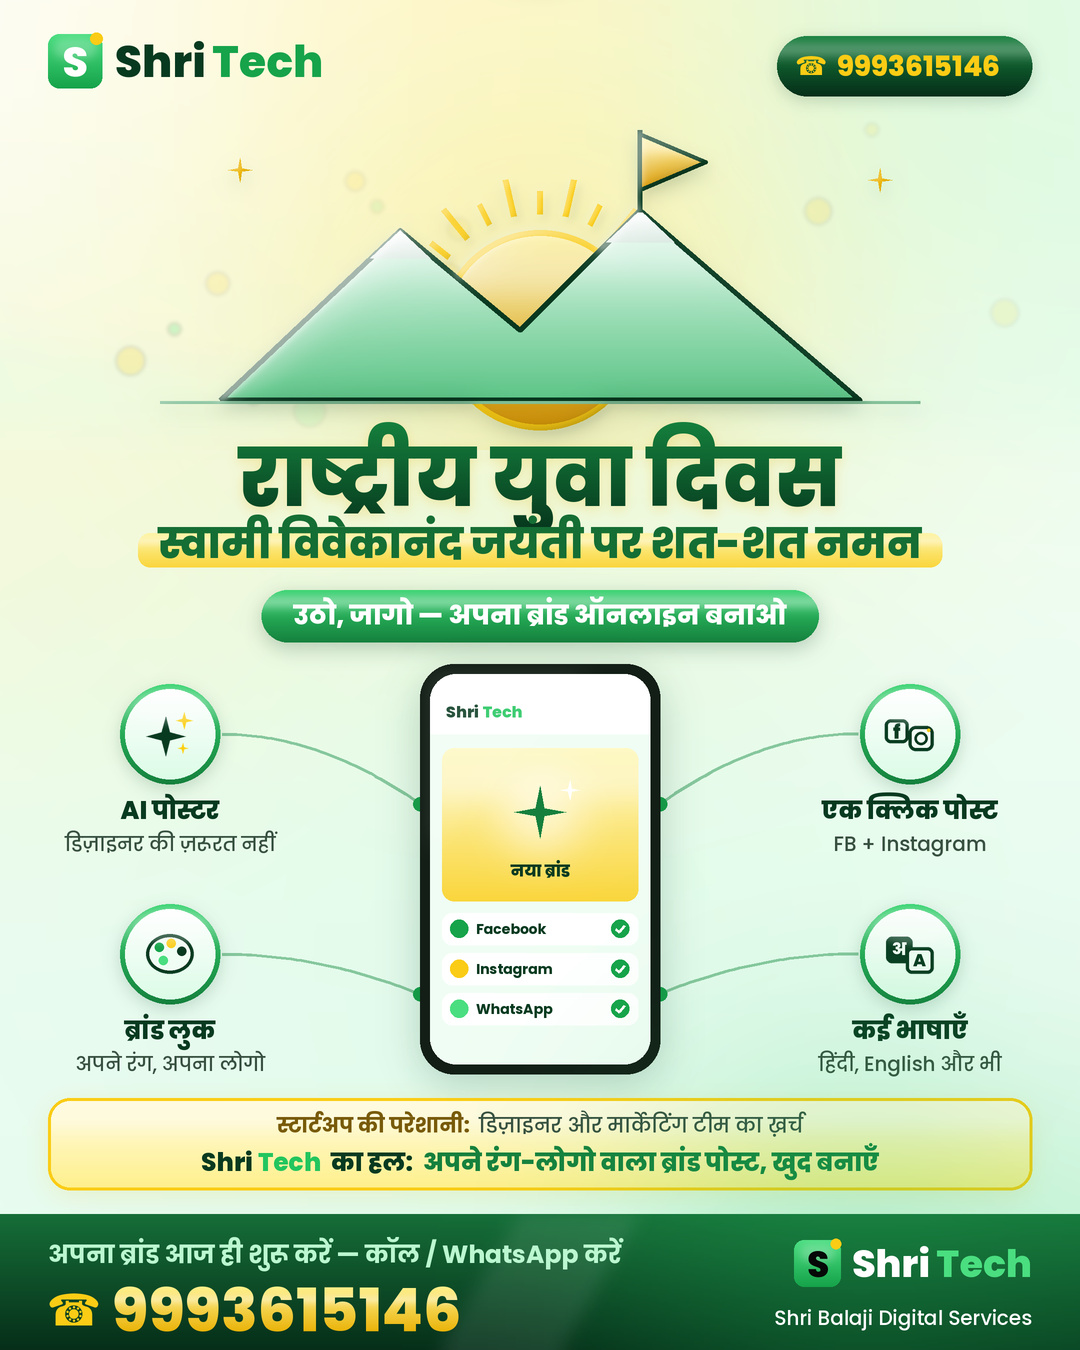 S Shri Tech
☎ 9993615146
राष्ट्रीय युवा दिवस
स्वामी विवेकानंद जयंती पर शत-शत नमन
उठो, जागो — अपना ब्रांड ऑनलाइन बनाओ
Shri Tech
नया ब्रांड
Facebook
Instagram
WhatsApp
AI पोस्टर
डिज़ाइनर की ज़रूरत नहीं
f
एक क्लिक पोस्ट
FB + Instagram
ब्रांड लुक
अपने रंग, अपना लोगो
अ A
कई भाषाएँ
हिंदी, English और भी
स्टार्टअप की परेशानी: डिज़ाइनर और मार्केटिंग टीम का ख़र्च
Shri Tech का हल: अपने रंग-लोगो वाला ब्रांड पोस्ट, खुद बनाएँ
अपना ब्रांड आज ही शुरू करें — कॉल / WhatsApp करें
☎ 9993615146
S Shri Tech
Shri Balaji Digital Services